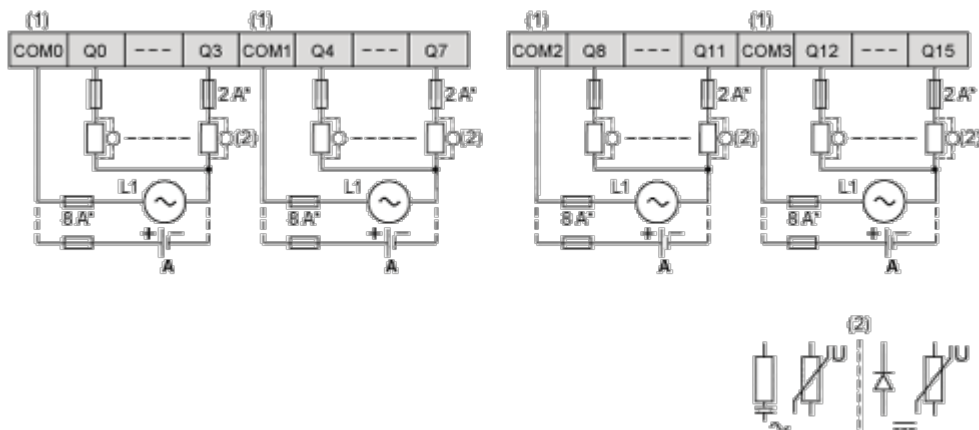 (1) (1) (1) (1)
COM0 Q0 --- Q3 COM1 Q4 --- Q7 COM2 Q8 --- Q11 COM3 Q12 --- Q15
2 A* 2 A* 2 A* 2 A*
(2) (2) (2) (2)
L1 L1 L1 L1
8 A* 8 A* 8 A* 8 A*
+ − + − + − + −
A A A A
(2)
U U